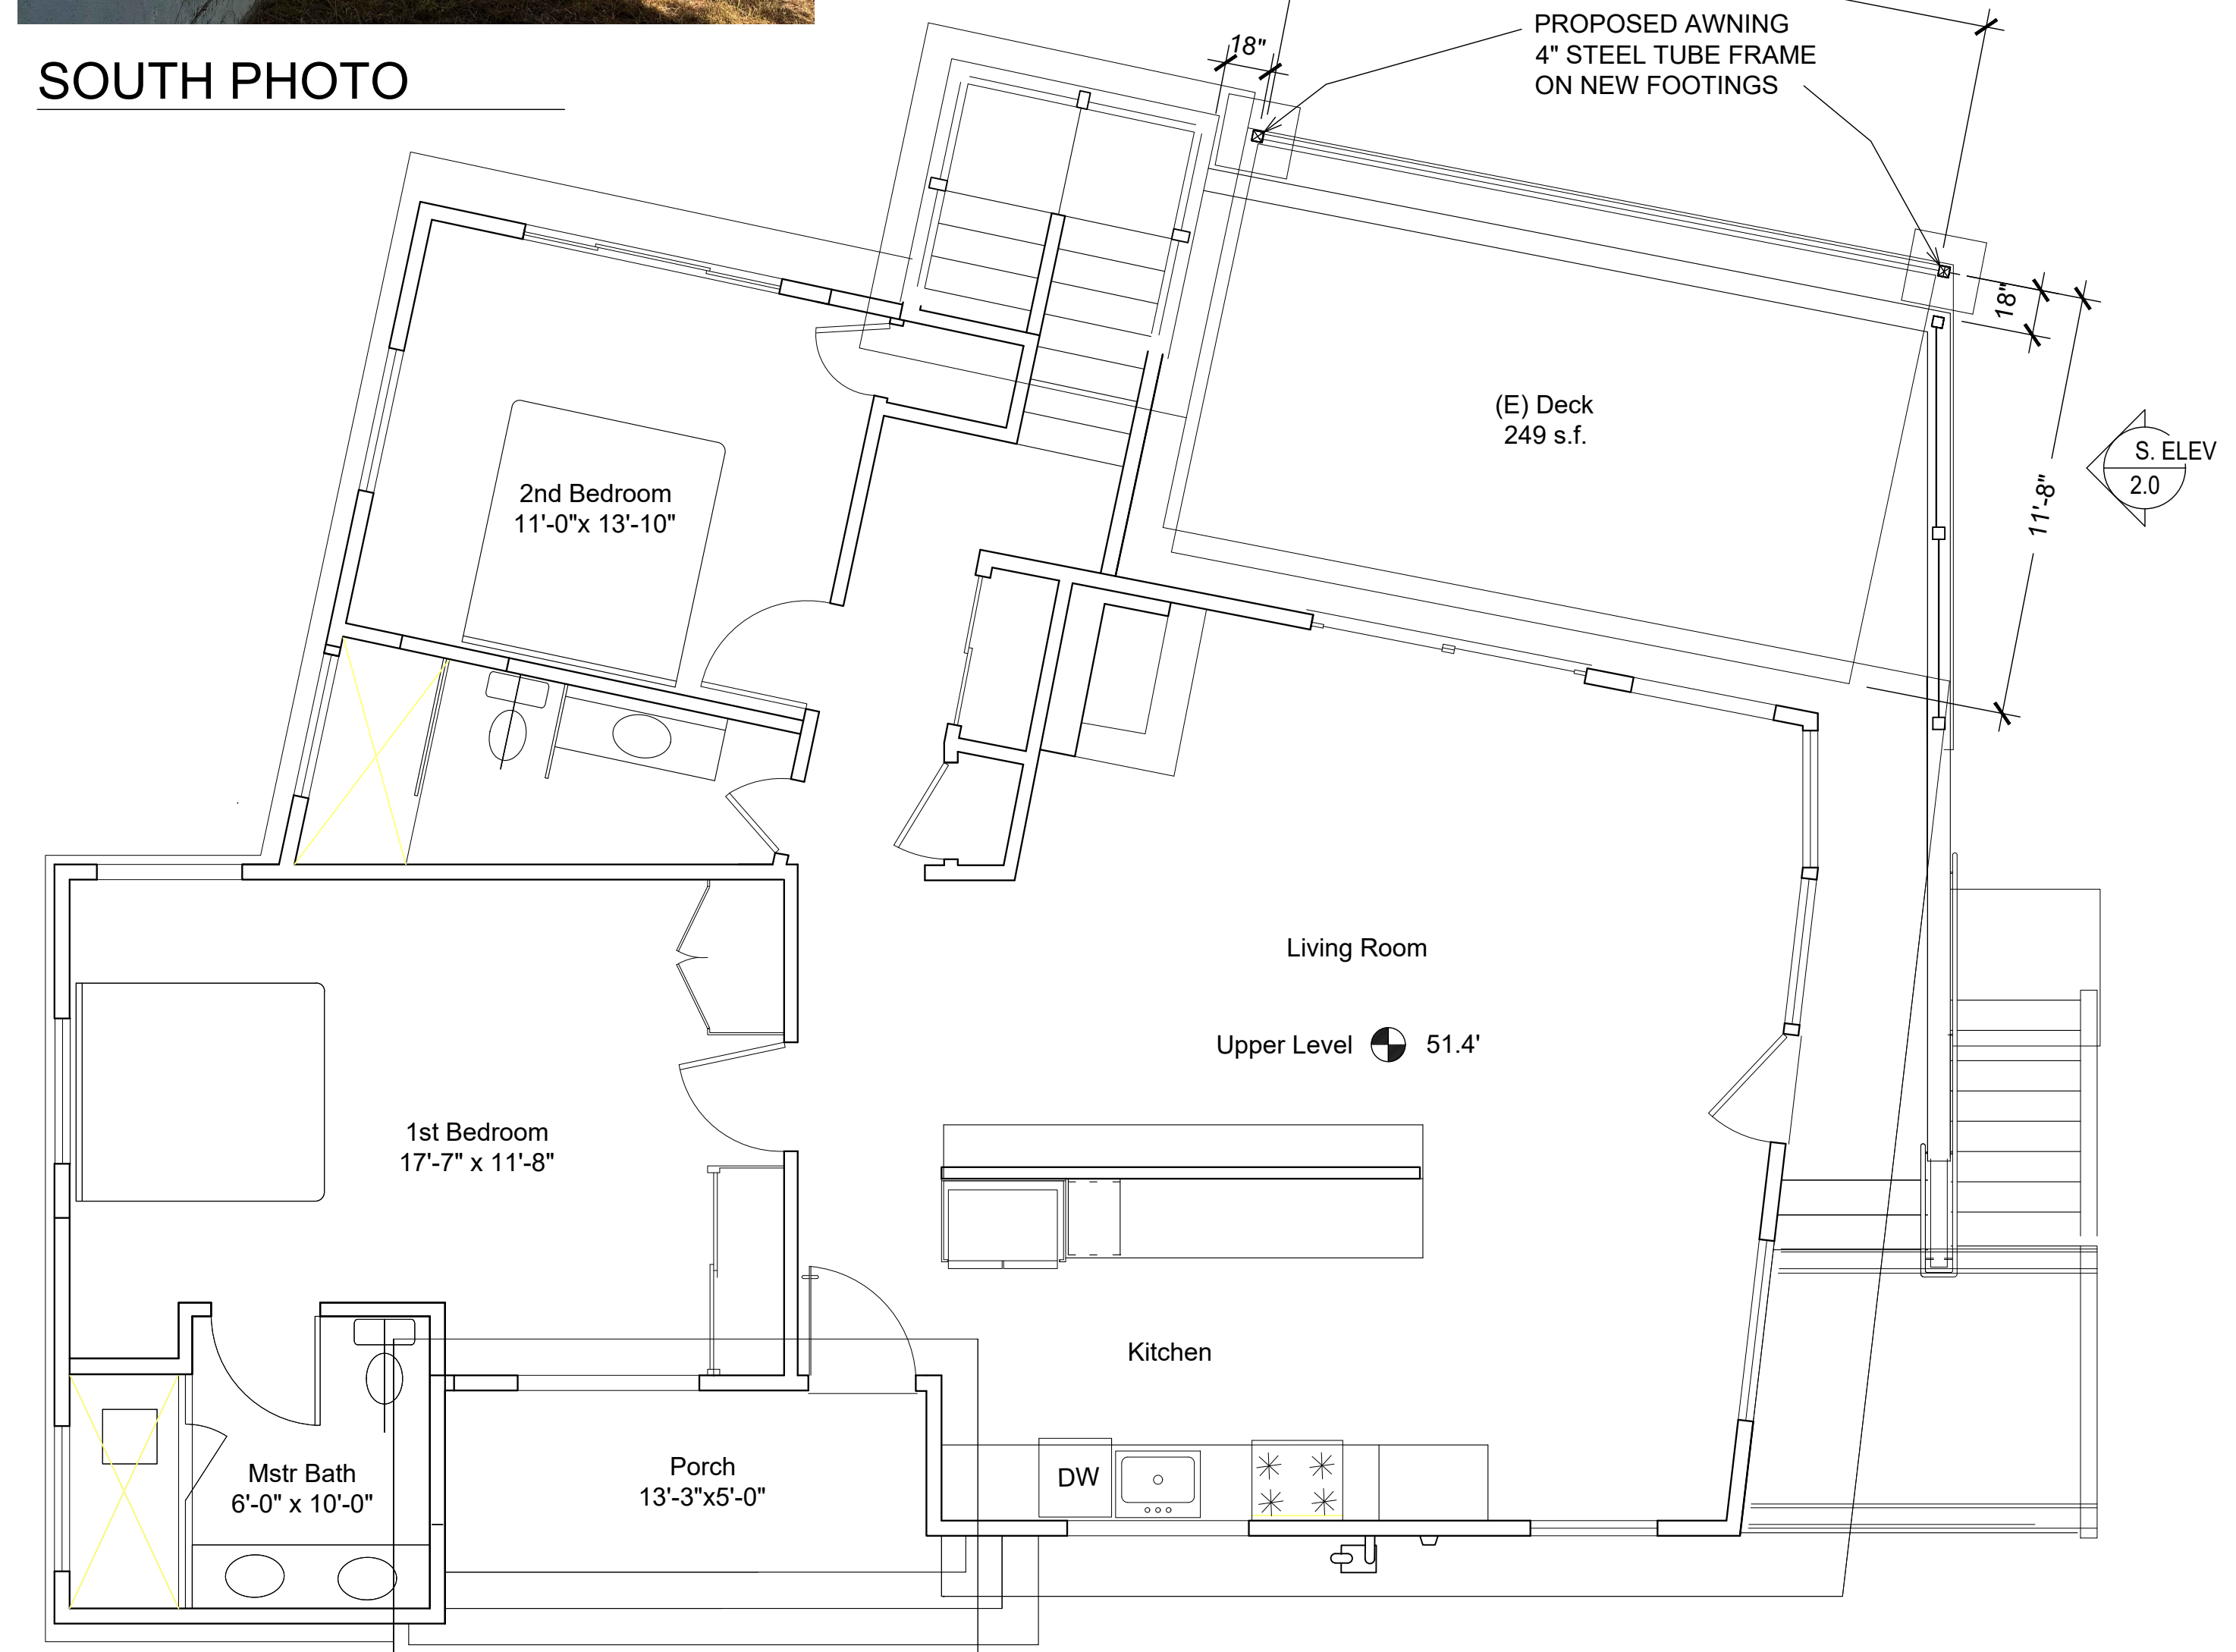 SOUTH PHOTO
PROPOSED AWNING
4" STEEL TUBE FRAME
ON NEW FOOTINGS
18"
18"
11'-8"
(E) Deck
249 s.f.
S. ELEV
2.0
2nd Bedroom
11'-0"x 13'-10"
Living Room
Upper Level
51.4'
1st Bedroom
17'-7" x 11'-8"
Kitchen
Mstr Bath
6'-0" x 10'-0"
Porch
13'-3"x5'-0"
DW